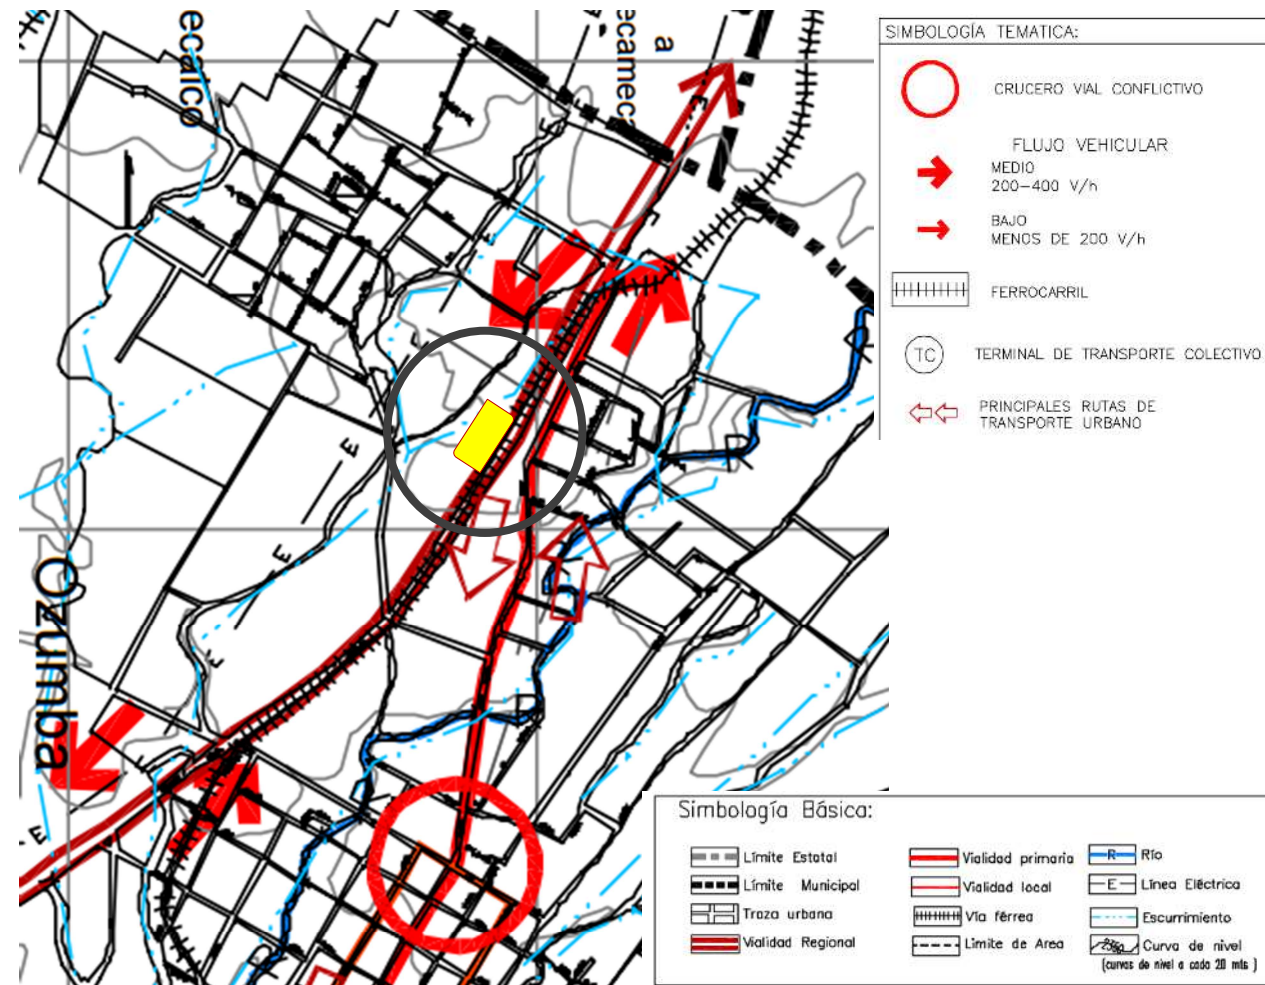 ecalco
ecamec
a
Ozumba
E
E
E
E
R
SIMBOLOGÍA TEMATICA:
CRUCERO VIAL CONFLICTIVO
FLUJO VEHICULAR
MEDIO
200-400 V/h
BAJO
MENOS DE 200 V/h
FERROCARRIL
TC
TERMINAL DE TRANSPORTE COLECTIVO
PRINCIPALES RUTAS DE
TRANSPORTE URBANO
Simbología Básica:
Límite Estatal
Límite Municipal
Traza urbana
Vialidad Regional
Vialidad primaria
Vialidad local
Vía férrea
Límite de Area
R
Río
E
Línea Eléctrica
Escurrimiento
Curva de nivel
(curvas de nivel a cada 20 mts )